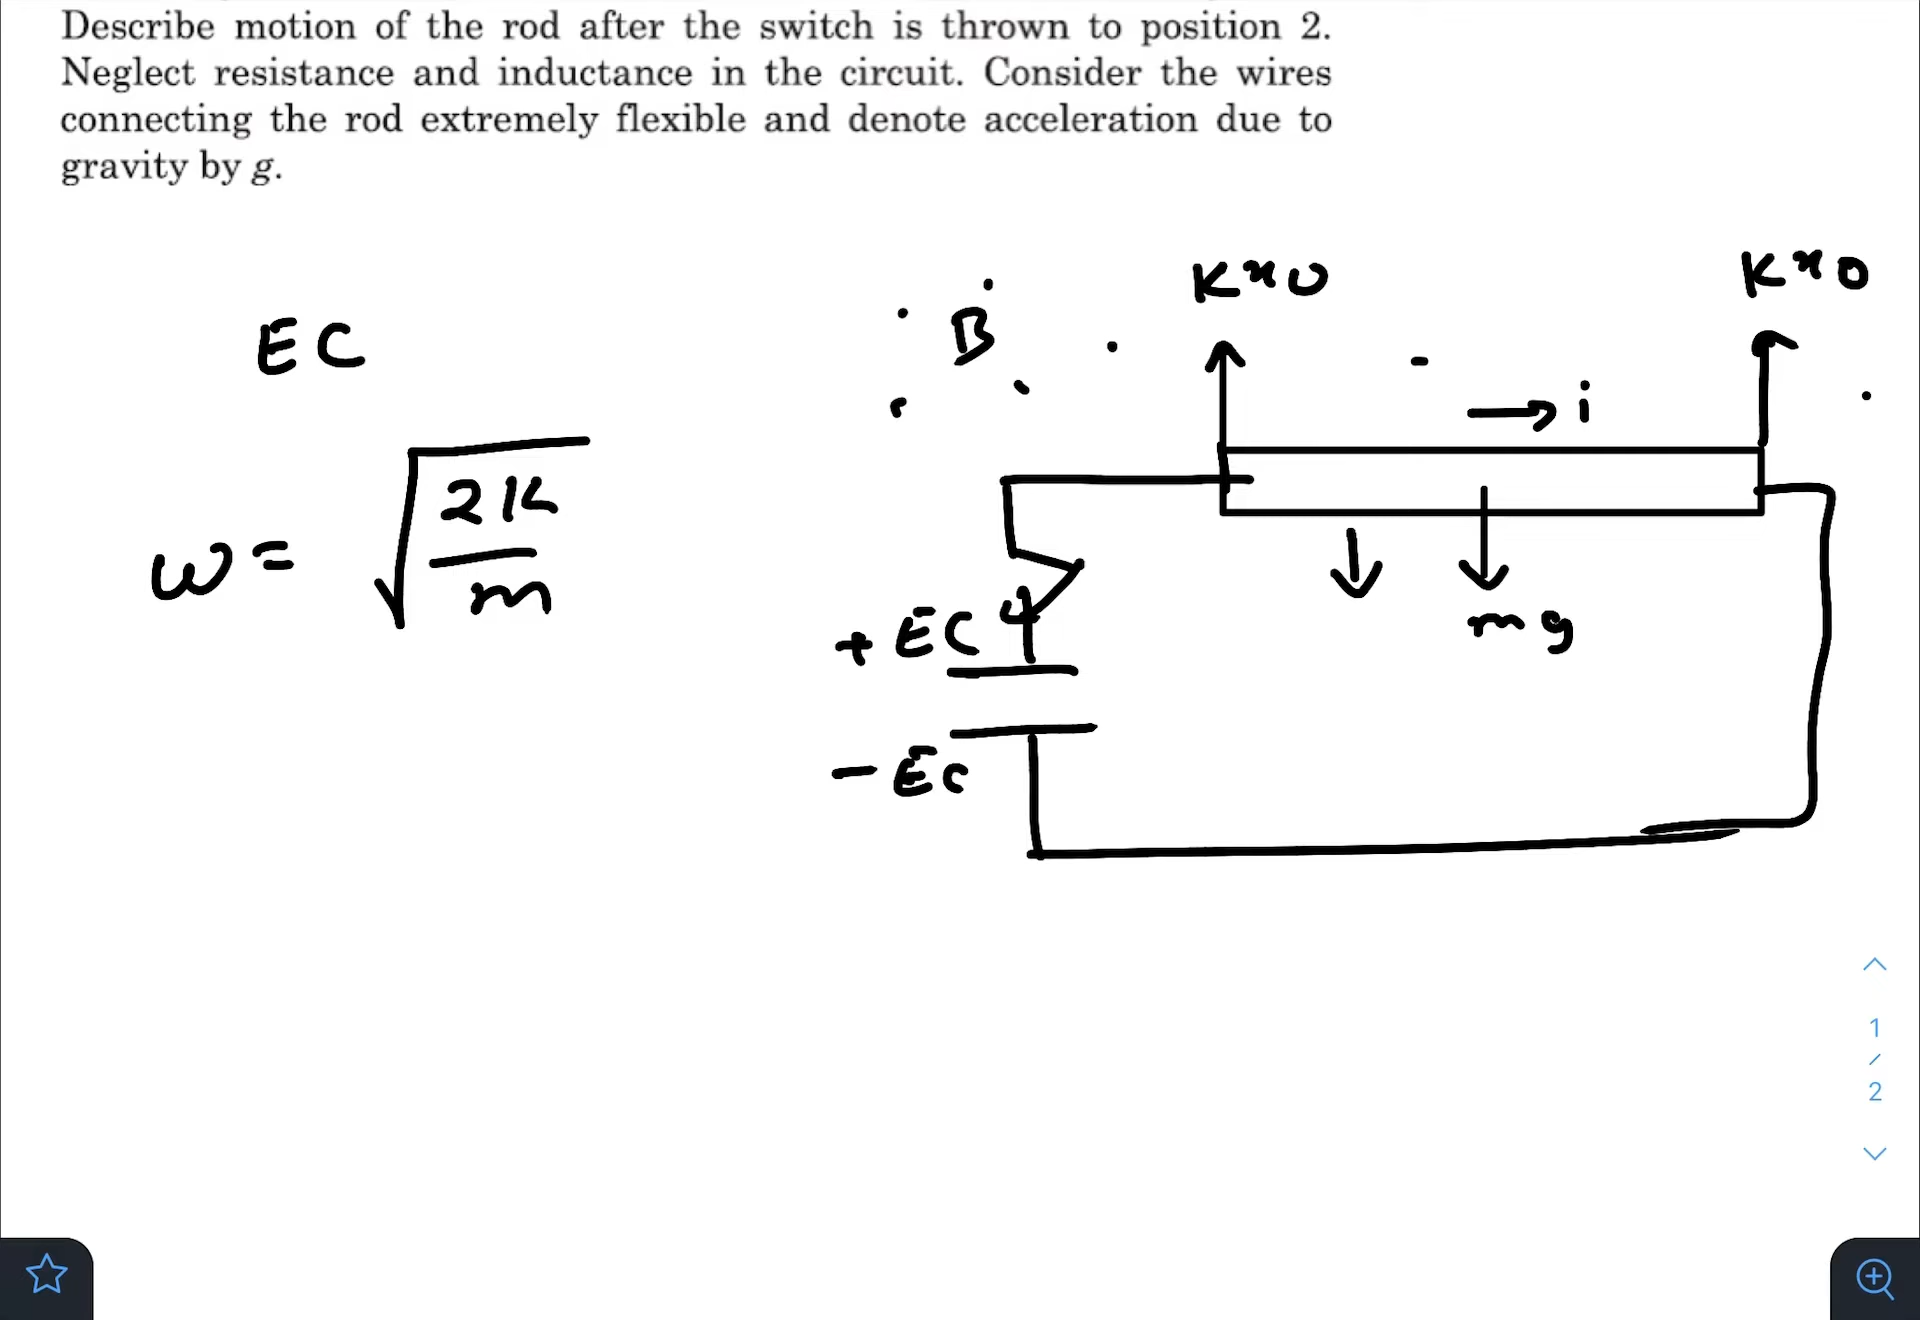 Describe motion of the rod after the switch is thrown to position 2.
Neglect resistance and inductance in the circuit. Consider the wires
connecting the rod extremely flexible and denote acceleration due to
gravity by g.
Kx0
Kx0
B
EC
i
ω = √2K/m
mg
+EC
-EC
1
/
2